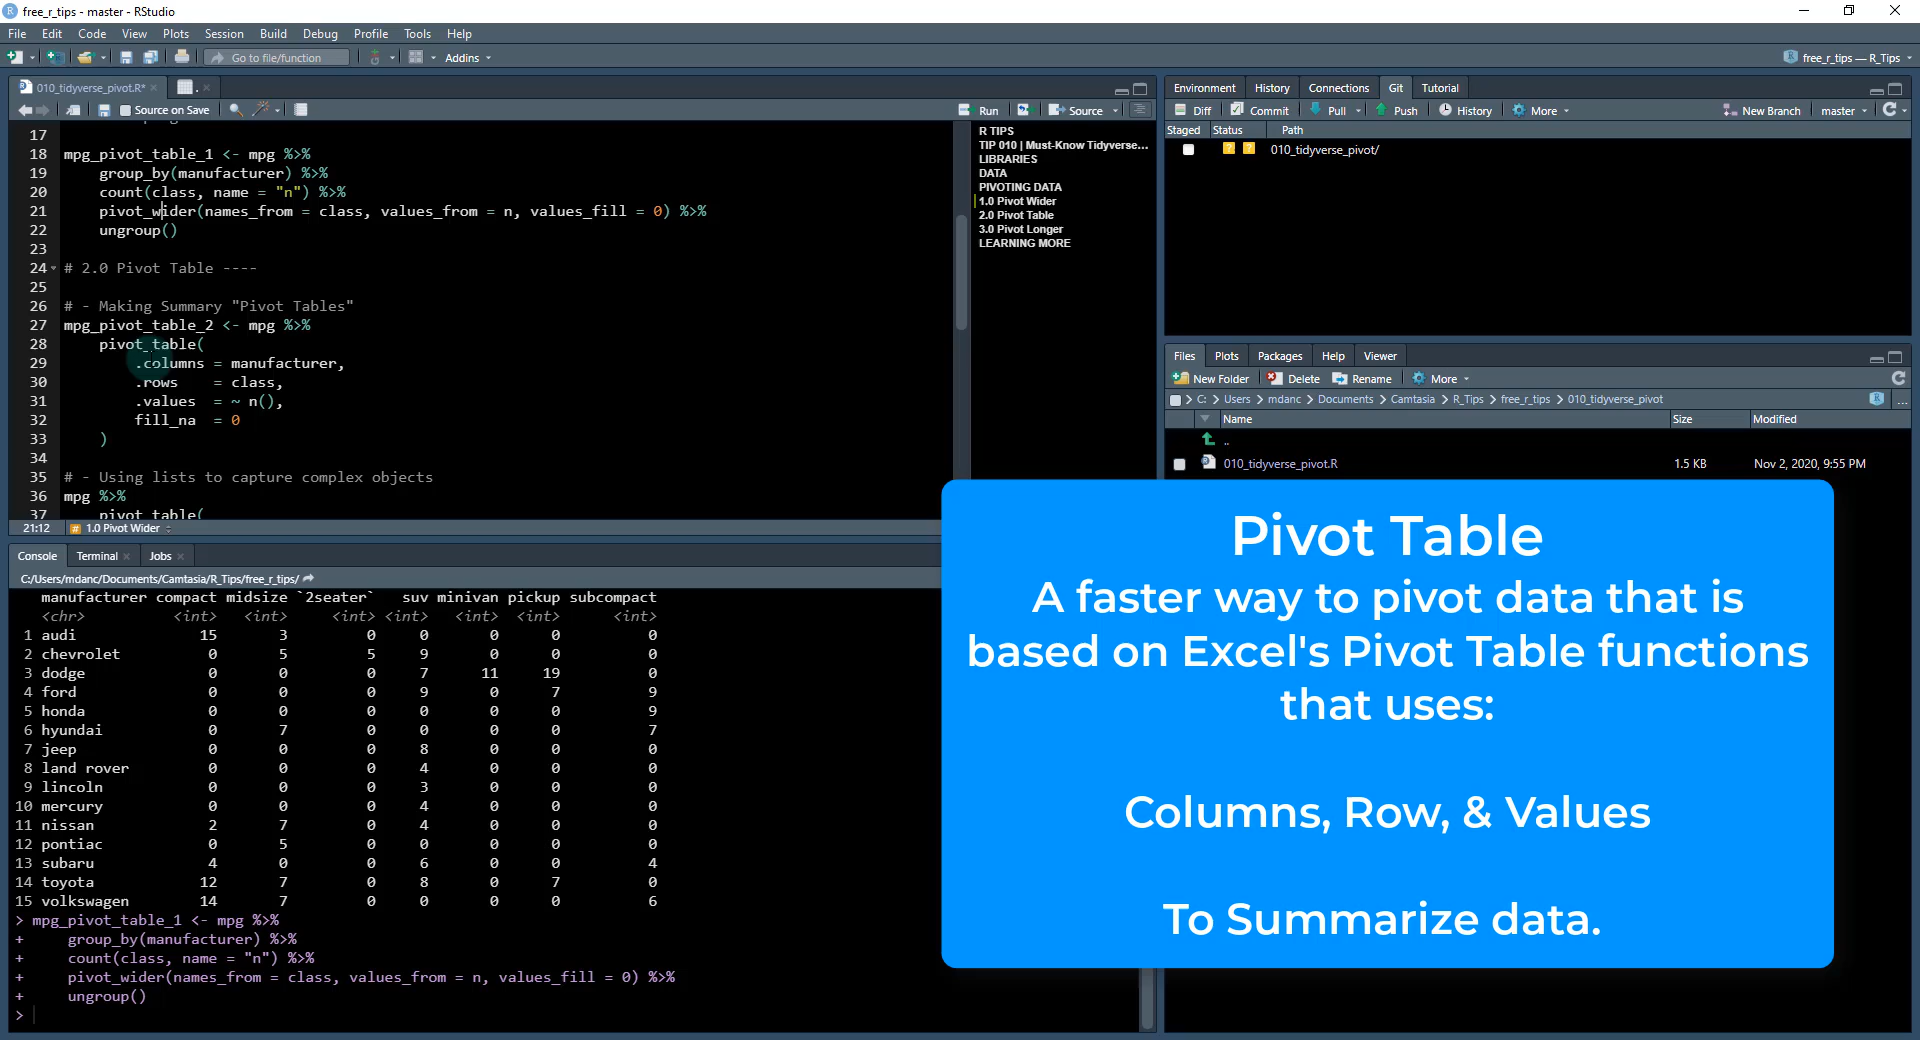 free_r_tips - master - RStudio
File Edit Code View Plots Session Build Debug Profile Tools Help
Go to file/function Addins free_r_tips — R_Tips
010_tidyverse_pivot.R* .
Source on Save Run Source
17
18 mpg_pivot_table_1 <- mpg %>%
19 group_by(manufacturer) %>%
20 count(class, name = "n") %>%
21 pivot_wider(names_from = class, values_from = n, values_fill = 0) %>%
22 ungroup()
23
24 # 2.0 Pivot Table ----
25
26 # - Making Summary "Pivot Tables"
27 mpg_pivot_table_2 <- mpg %>%
28 pivot_table(
29 .columns = manufacturer,
30 .rows = class,
31 .values = ~ n(),
32 fill_na = 0
33 )
34
35 # - Using lists to capture complex objects
36 mpg %>%
37 pivot_table(
21:12 # 1.0 Pivot Wider
R TIPS
TIP 010 | Must-Know Tidyverse...
LIBRARIES
DATA
PIVOTING DATA
1.0 Pivot Wider
2.0 Pivot Table
3.0 Pivot Longer
LEARNING MORE
Console Terminal Jobs
C:/Users/mdanc/Documents/Camtasia/R_Tips/free_r_tips/
manufacturer compact midsize `2seater` suv minivan pickup subcompact
<chr> <int> <int> <int> <int> <int> <int> <int>
1 audi 15 3 0 0 0 0 0
2 chevrolet 0 5 5 9 0 0 0
3 dodge 0 0 0 7 11 19 0
4 ford 0 0 0 9 0 7 9
5 honda 0 0 0 0 0 0 9
6 hyundai 0 7 0 0 0 0 7
7 jeep 0 0 0 8 0 0 0
8 land rover 0 0 0 4 0 0 0
9 lincoln 0 0 0 3 0 0 0
10 mercury 0 0 0 4 0 0 0
11 nissan 2 7 0 4 0 0 0
12 pontiac 0 5 0 0 0 0 0
13 subaru 4 0 0 6 0 0 4
14 toyota 12 7 0 8 0 7 0
15 volkswagen 14 7 0 0 0 0 6
> mpg_pivot_table_1 <- mpg %>%
+ group_by(manufacturer) %>%
+ count(class, name = "n") %>%
+ pivot_wider(names_from = class, values_from = n, values_fill = 0) %>%
+ ungroup()
>
Environment History Connections Git Tutorial
Diff Commit Pull Push History More New Branch master
Staged Status Path
? ? 010_tidyverse_pivot/
Files Plots Packages Help Viewer
New Folder Delete Rename More
C: > Users > mdanc > Documents > Camtasia > R_Tips > free_r_tips > 010_tidyverse_pivot ...
Name Size Modified
..
010_tidyverse_pivot.R 1.5 KB Nov 2, 2020, 9:55 PM
Pivot Table
A faster way to pivot data that is
based on Excel's Pivot Table functions
that uses:
Columns, Row, & Values
To Summarize data.